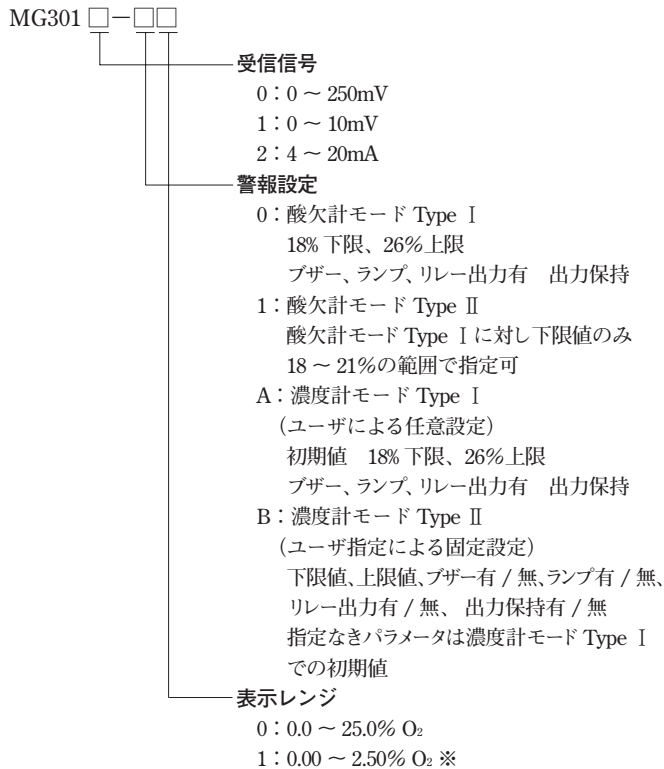 MG301 □－□□
受信信号
0：0 ～ 250mV
1：0 ～ 10mV
2：4 ～ 20mA
警報設定
0：酸欠計モード Type Ⅰ
18% 下限、26%上限
ブザー、ランプ、リレー出力有　出力保持
1：酸欠計モード Type Ⅱ
酸欠計モード Type Ⅰに対し下限値のみ
18 ～ 21%の範囲で指定可
A：濃度計モード Type Ⅰ
（ユーザによる任意設定）
初期値　18% 下限、26%上限
ブザー、ランプ、リレー出力有　出力保持
B：濃度計モード Type Ⅱ
（ユーザ指定による固定設定）
下限値、上限値、ブザー有 / 無、ランプ有 / 無、
リレー出力有 / 無、 出力保持有 / 無
指定なきパラメータは濃度計モード Type Ⅰ
での初期値
表示レンジ
0：0.0 ～ 25.0% O₂
1：0.00 ～ 2.50% O₂ ※